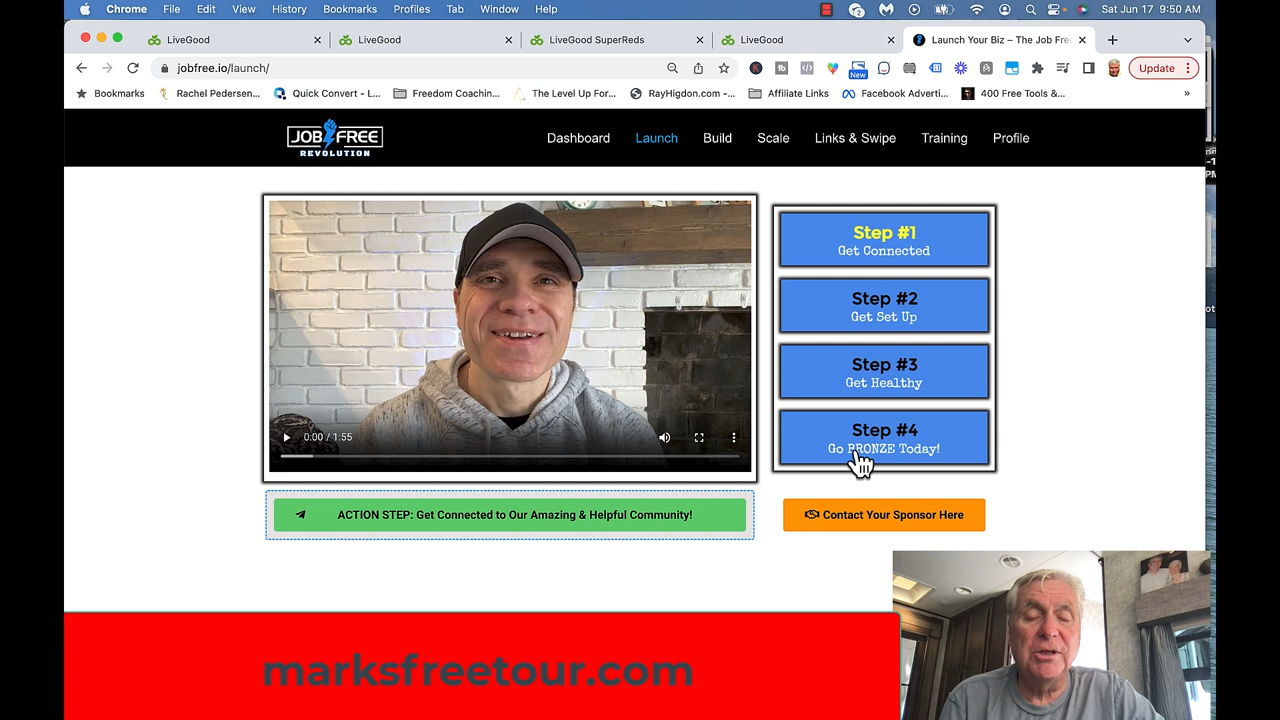 Chrome File Edit View History Bookmarks Profiles Tab Window Help
2
Sat Jun 17 9:50 AM
LiveGood
LiveGood
LiveGood SuperReds
LiveGood
Launch Your Biz – The Job Fre
jobfree.io/launch/
New
Update
Bookmarks
Rachel Pedersen...
Quick Convert - L...
Freedom Coachin...
The Level Up For...
RayHigdon.com -...
Affiliate Links
Facebook Adverti...
400 Free Tools &...
»
JOB FREE
REVOLUTION
Dashboard Launch Build Scale Links & Swipe Training Profile
Step #1
Get Connected
Step #2
Get Set Up
Step #3
Get Healthy
Step #4
Go BRONZE Today!
0:00 / 1:55
ACTION STEP: Get Connected to Our Amazing & Helpful Community!
Contact Your Sponsor Here
marksfreetour.com